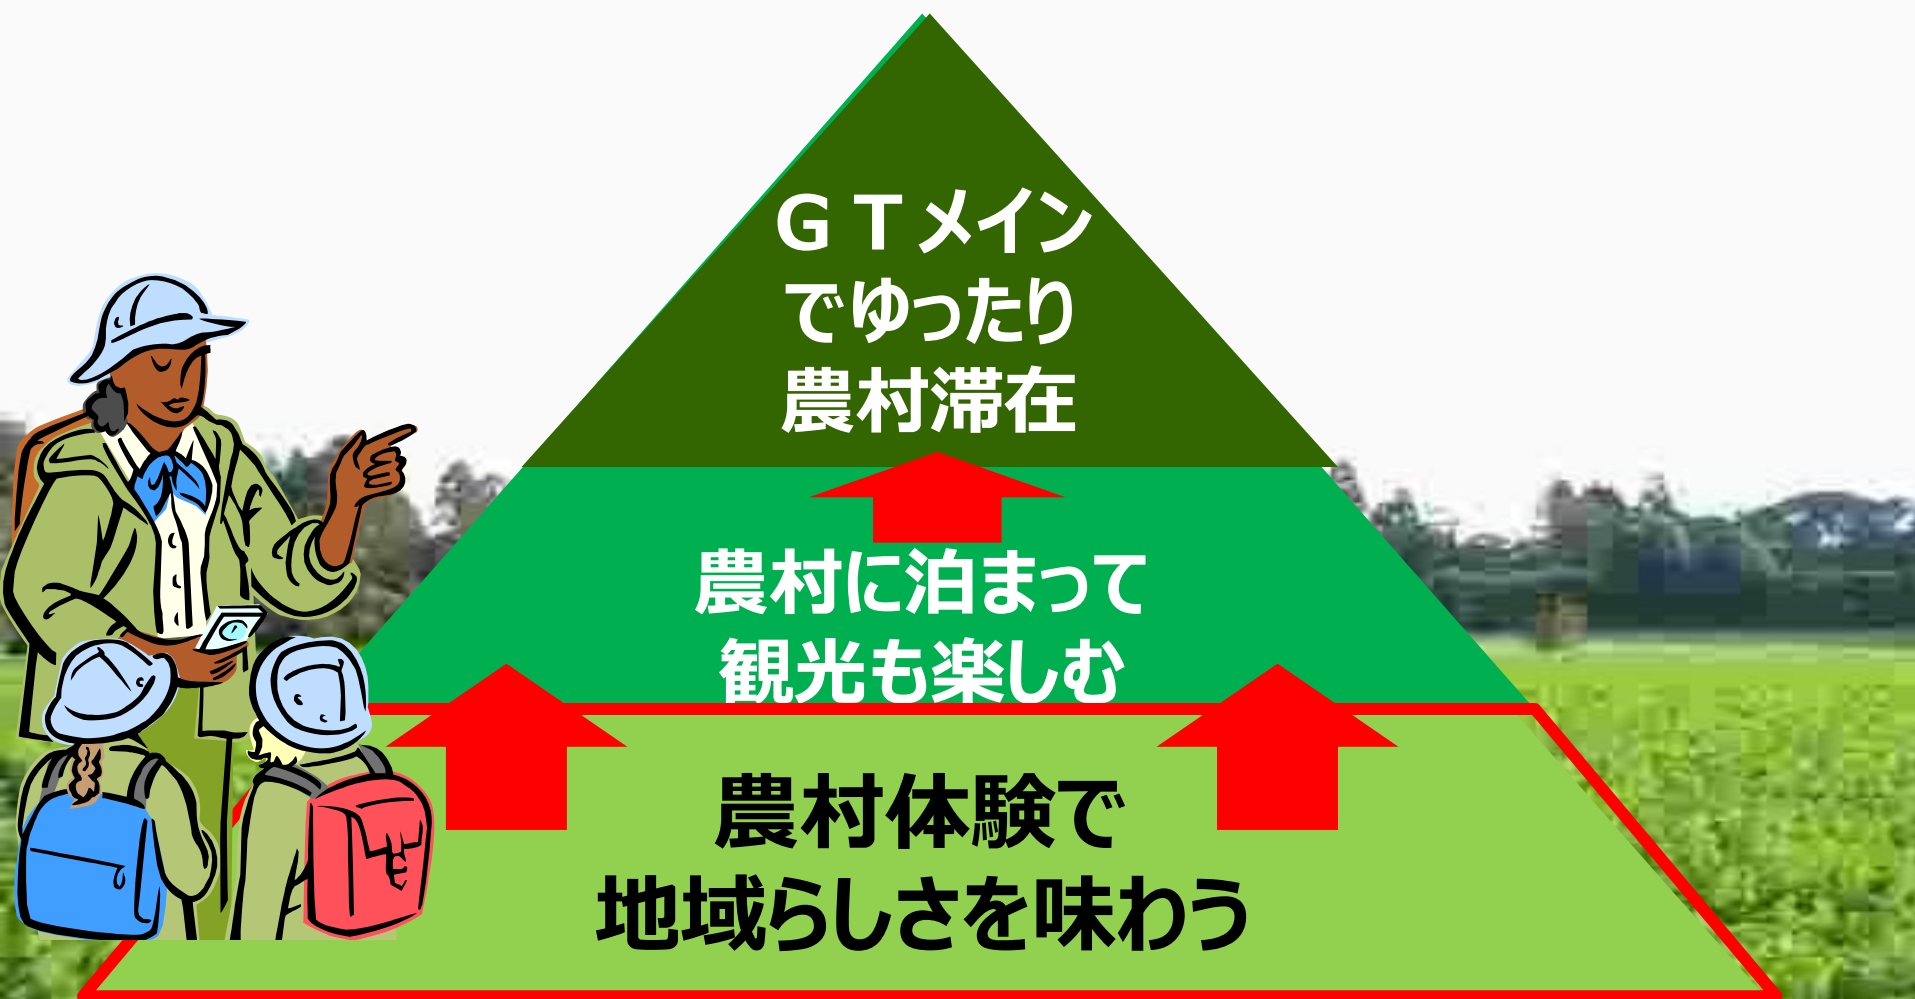 ＧＴメイン
でゆったり
農村滞在
農村に泊まって
観光も楽しむ
農村体験で
地域らしさを味わう